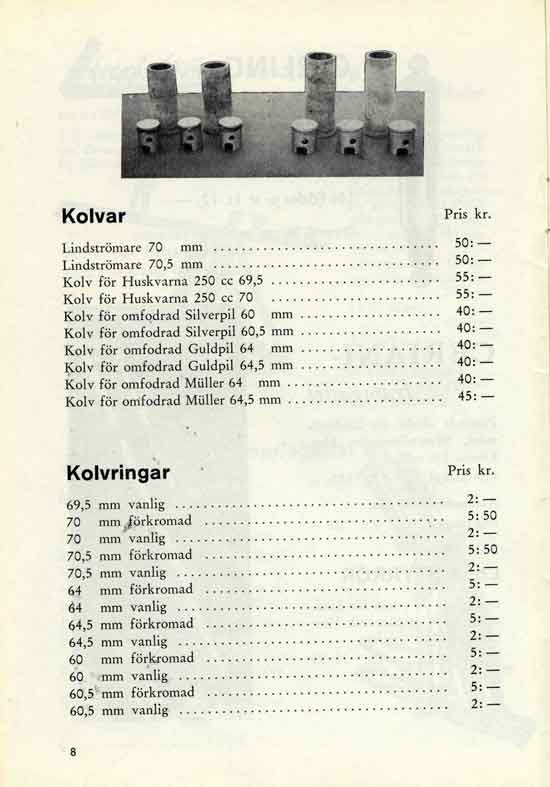 Kolvar Pris kr.
Lindströmare 70 mm . . . . . . . . . . . . . . . . . . . . . . . . . . . . . . 50: —
Lindströmare 70,5 mm . . . . . . . . . . . . . . . . . . . . . . . . . . . . . . 50: —
Kolv för Huskvarna 250 cc 69,5 . . . . . . . . . . . . . . . . . . . . . . 55: —
Kolv för Huskvarna 250 cc 70 . . . . . . . . . . . . . . . . . . . . . . 55: —
Kolv för omfodrad Silverpil 60 mm . . . . . . . . . . . . . . . . . . 40: —
Kolv för omfodrad Silverpil 60,5 mm . . . . . . . . . . . . . . . . . . 40: —
Kolv för omfodrad Guldpil 64 mm . . . . . . . . . . . . . . . . . . 40: —
Kolv för omfodrad Guldpil 64,5 mm . . . . . . . . . . . . . . . . . . 40: —
Kolv för omfodrad Müller 64 mm . . . . . . . . . . . . . . . . . . . . 40: —
Kolv för omfodrad Müller 64,5 mm . . . . . . . . . . . . . . . . . . . . 45: —
Kolvringar Pris kr.
69,5 mm vanlig . . . . . . . . . . . . . . . . . . . . . . . . . . . . . . . . . . 2: —
70 mm förkromad . . . . . . . . . . . . . . . . . . . . . . . . . . . . . . 5: 50
70 mm vanlig . . . . . . . . . . . . . . . . . . . . . . . . . . . . . . . . . . 2: —
70,5 mm förkromad . . . . . . . . . . . . . . . . . . . . . . . . . . . . . . 5: 50
70,5 mm vanlig . . . . . . . . . . . . . . . . . . . . . . . . . . . . . . . . . . 2: —
64 mm förkromad . . . . . . . . . . . . . . . . . . . . . . . . . . . . . . 5: —
64 mm vanlig . . . . . . . . . . . . . . . . . . . . . . . . . . . . . . . . . . 2: —
64,5 mm förkromad . . . . . . . . . . . . . . . . . . . . . . . . . . . . . . 5: —
64,5 mm vanlig . . . . . . . . . . . . . . . . . . . . . . . . . . . . . . . . . . 2: —
60 mm förkromad . . . . . . . . . . . . . . . . . . . . . . . . . . . . . . 5: —
60 mm vanlig . . . . . . . . . . . . . . . . . . . . . . . . . . . . . . . . . . 2: —
60,5 mm förkromad . . . . . . . . . . . . . . . . . . . . . . . . . . . . . . 5: —
60,5 mm vanlig . . . . . . . . . . . . . . . . . . . . . . . . . . . . . . . . . . 2: —
8